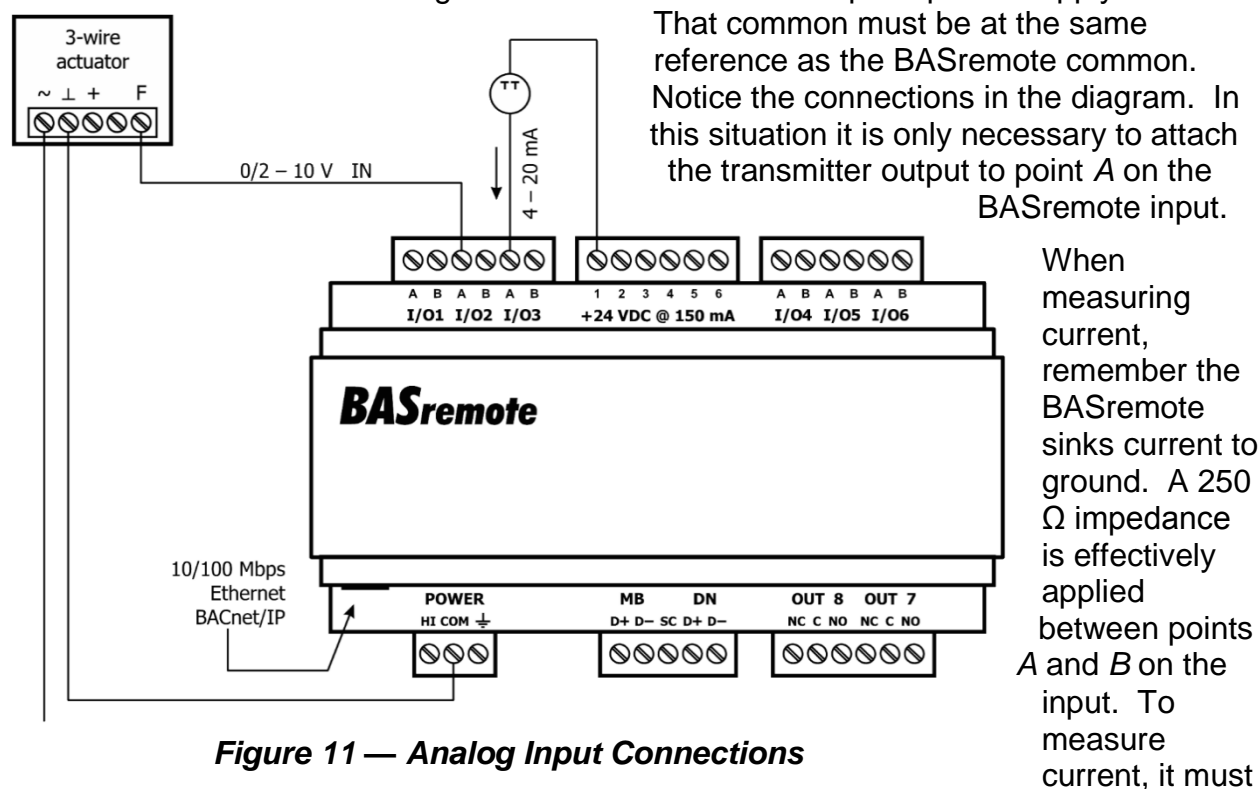 That common must be at the same
reference as the BASremote common.
Notice the connections in the diagram. In
this situation it is only necessary to attach
the transmitter output to point A on the
BASremote input.
When
measuring
current,
remember the
BASremote
sinks current to
ground. A 250
Ω impedance
is effectively
applied
between points
A and B on the
input. To
measure
current, it must
3-wire
actuator
~ ⊥ + F
0/2 – 10 V IN
TT
4 – 20 mA
A B A B A B
I/O1 I/O2 I/O3
1 2 3 4 5 6
+24 VDC @ 150 mA
A B A B A B
I/O4 I/O5 I/O6
BASremote
10/100 Mbps
Ethernet
BACnet/IP
POWER
HI COM ⏚
MB DN
D+ D– SC D+ D–
OUT 8 OUT 7
NC C NO NC C NO
Figure 11 — Analog Input Connections